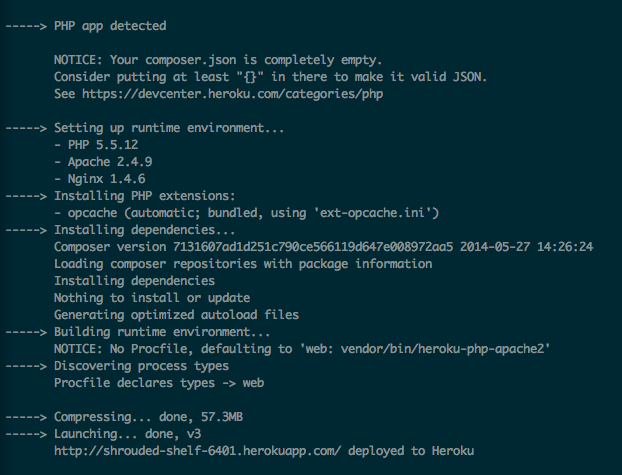 -----> PHP app detected
NOTICE: Your composer.json is completely empty.
Consider putting at least "{}" in there to make it valid JSON.
See https://devcenter.heroku.com/categories/php
-----> Setting up runtime environment...
- PHP 5.5.12
- Apache 2.4.9
- Nginx 1.4.6
-----> Installing PHP extensions:
- opcache (automatic; bundled, using 'ext-opcache.ini')
-----> Installing dependencies...
Composer version 7131607ad1d251c790ce566119d647e008972aa5 2014-05-27 14:26:24
Loading composer repositories with package information
Installing dependencies
Nothing to install or update
Generating optimized autoload files
-----> Building runtime environment...
NOTICE: No Procfile, defaulting to 'web: vendor/bin/heroku-php-apache2'
-----> Discovering process types
Procfile declares types -> web
-----> Compressing... done, 57.3MB
-----> Launching... done, v3
http://shrouded-shelf-6401.herokuapp.com/ deployed to Heroku